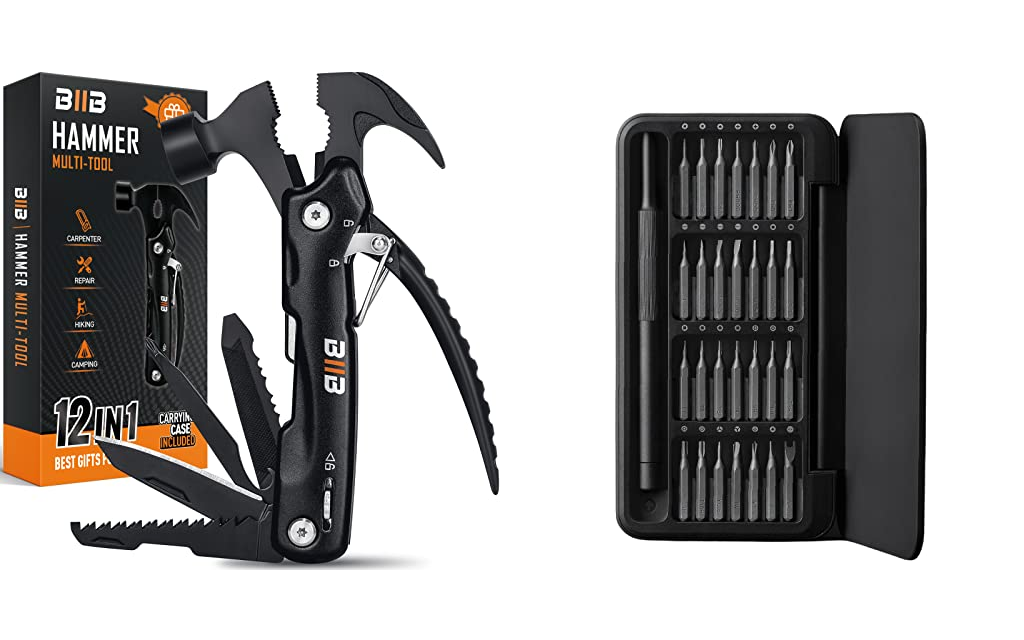 BIIB
HAMMER
MULTI-TOOL
CARPENTER
REPAIR
HIKING
CAMPING
12 IN 1
CARRYING
CASE
INCLUDED
BEST GIFTS
BIIB HAMMER MULTI-TOOL
BIIB
BIIB